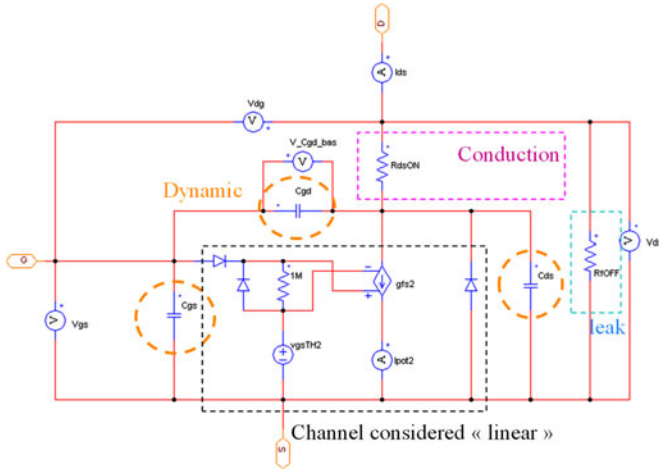 D
A
Ids
Vdg
V
V_Cgd_bas
V
RdsON
Conduction
Dynamic
Cgd
G
1M
gfs2
Cds
RfOFF
V
Vd
Cgs
V
Vgs
leak
vgsTH2
A
Ipot2
Channel considered « linear »
S